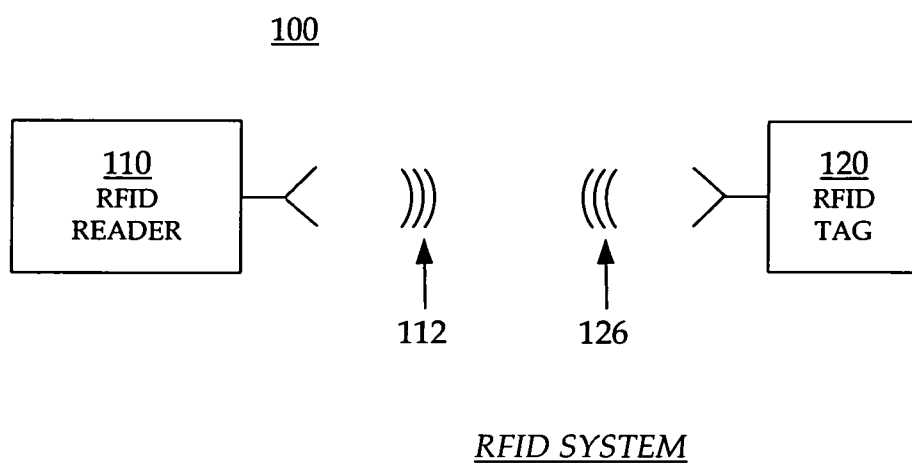 100
110
RFID
READER
120
RFID
TAG
112
126
RFID SYSTEM